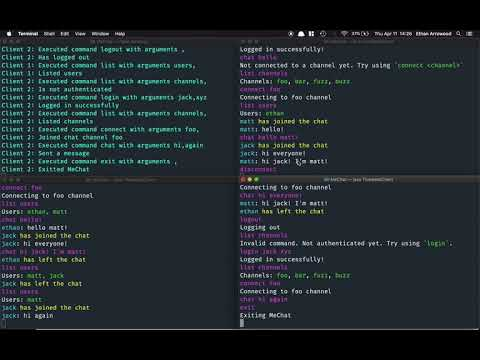 Shell Edit View Window Help
Thu Apr 11 14:26 Ethan Arrowood
Client 2: Executed command logout with arguments ,
Client 2: Has logged out
Client 2: Executed command list with arguments users,
Client 2: Listed users
Client 2: Executed command list with arguments channels,
Client 2: Is not authenticated
Client 2: Executed command login with arguments jack,xyz
Client 2: Logged in successfully
Client 2: Executed command list with arguments channels,
Client 2: Listed channels
Client 2: Executed command connect with arguments foo,
Client 2: Joined chat channel foo
Client 2: Executed command chat with arguments hi,again
Client 2: Sent a message
Client 2: Executed command exit with arguments ,
Client 2: Exitted MeChat
Logged in successfully!
chat hello
Not connected to a channel yet. Try using `connect <channel>`
list channels
Channels: foo, bar, fuzz, buzz
connect foo
Connecting to foo channel
list users
Users: ethan
matt has joined the chat
matt: hello!
chat hello matt!
jack has joined the chat
jack: hi everyone!
matt: hi jack! I'm matt!
disconnect
connect foo
Connecting to foo channel
list users
Users: ethan, matt
chat hello!
ethan: hello matt!
jack has joined the chat
jack: hi everyone!
chat hi jack! I'm matt!
ethan has left the chat
jack has left the chat
list users
Users: matt, jack
jack has left the chat
list users
Users: matt
jack has joined the chat
jack: hi again
connect foo
Connecting to foo channel
chat hi everyone!
matt: hi jack! I'm matt!
ethan has left the chat
logout
Logging out
list channels
Invalid command. Not authenticated yet. Try using `login`.
login jack xyz
Logged in successfully!
list channels
Channels: foo, bar, fuzz, buzz
connect foo
Connecting to foo channel
chat hi again
exit
Exiting MeChat